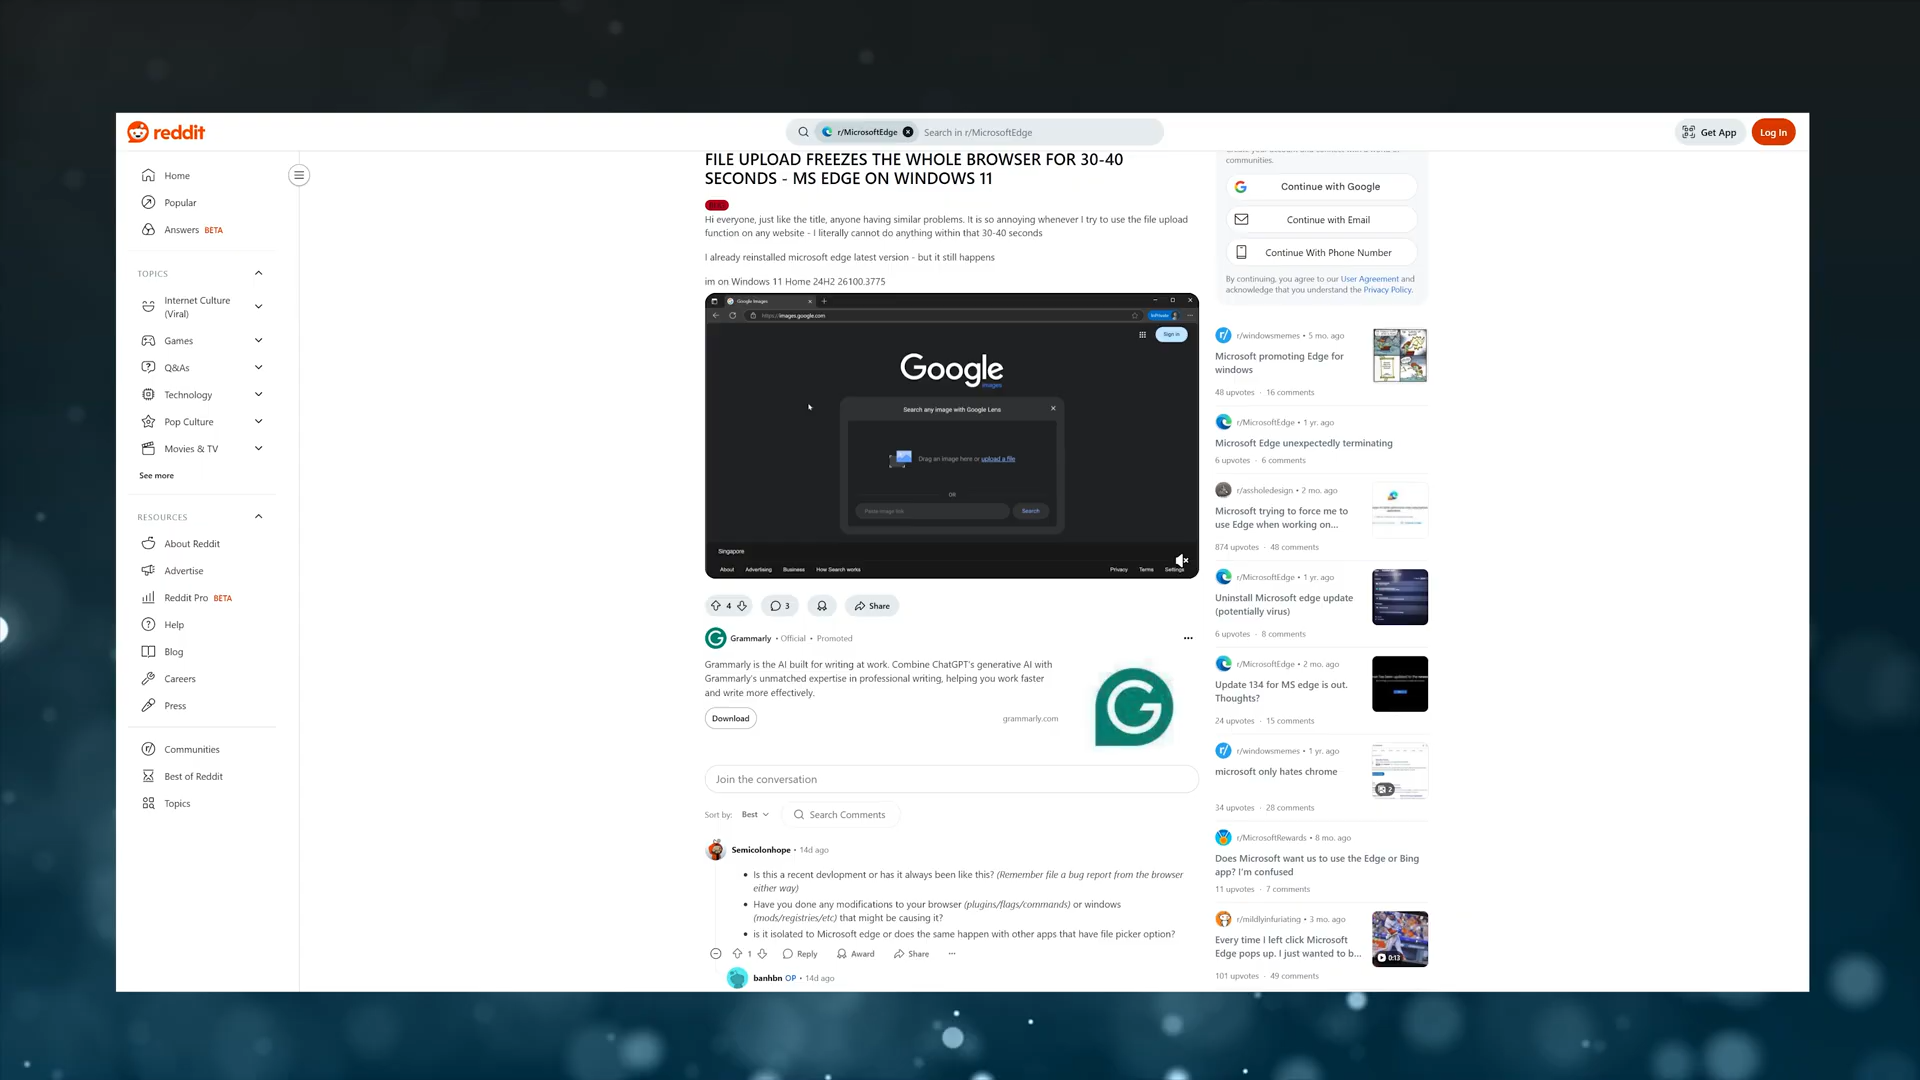 reddit
r/MicrosoftEdge
Search in r/MicrosoftEdge
Get App
Log In
Home
Popular
Answers BETA
TOPICS
Internet Culture
(Viral)
Games
Q&As
Technology
Pop Culture
Movies & TV
See more
RESOURCES
About Reddit
Advertise
Reddit Pro BETA
Help
Blog
Careers
Press
Communities
Best of Reddit
Topics
FILE UPLOAD FREEZES THE WHOLE BROWSER FOR 30-40
SECONDS - MS EDGE ON WINDOWS 11
Hi everyone, just like the title, anyone having similar problems. It is so annoying whenever I try to use the file upload
function on any website - I literally cannot do anything within that 30-40 seconds
I already reinstalled microsoft edge latest version - but it still happens
im on Windows 11 Home 24H2 26100.3775
Google Images
https://images.google.com
InPrivate
Sign in
Google
Images
Search any image with Google Lens
Drag an image here or upload a file
OR
Paste image link
Search
Singapore
About
Advertising
Business
How Search works
Privacy
Terms
Settings
4
3
Share
Grammarly • Official • Promoted
Grammarly is the AI built for writing at work. Combine ChatGPT's generative AI with
Grammarly's unmatched expertise in professional writing, helping you work faster
and write more effectively.
Download
grammarly.com
Join the conversation
Sort by: Best
Search Comments
Semicolonhope • 14d ago
• Is this a recent devlopment or has it always been like this? (Remember file a bug report from the browser
either way)
• Have you done any modifications to your browser (plugins/flags/commands) or windows
(mods/registries/etc) that might be causing it?
• is it isolated to Microsoft edge or does the same happen with other apps that have file picker option?
1
Reply
Award
Share
banhbn OP • 14d ago
communities.
Continue with Google
Continue with Email
Continue With Phone Number
By continuing, you agree to our User Agreement and
acknowledge that you understand the Privacy Policy.
r/windowsmemes • 5 mo. ago
Microsoft promoting Edge for
windows
48 upvotes · 16 comments
r/MicrosoftEdge • 1 yr. ago
Microsoft Edge unexpectedly terminating
6 upvotes · 6 comments
r/assholedesign • 2 mo. ago
Microsoft trying to force me to
use Edge when working on...
874 upvotes · 48 comments
r/MicrosoftEdge • 1 yr. ago
Uninstall Microsoft edge update
(potentially virus)
6 upvotes · 8 comments
r/MicrosoftEdge • 2 mo. ago
Update 134 for MS edge is out.
Thoughts?
24 upvotes · 15 comments
r/windowsmemes • 1 yr. ago
microsoft only hates chrome
2
34 upvotes · 28 comments
r/MicrosoftRewards • 8 mo. ago
Does Microsoft want us to use the Edge or Bing
app? I'm confused
11 upvotes · 7 comments
r/mildlyinfuriating • 3 mo. ago
Every time I left click Microsoft
Edge pops up. I just wanted to b...
0:13
101 upvotes · 49 comments